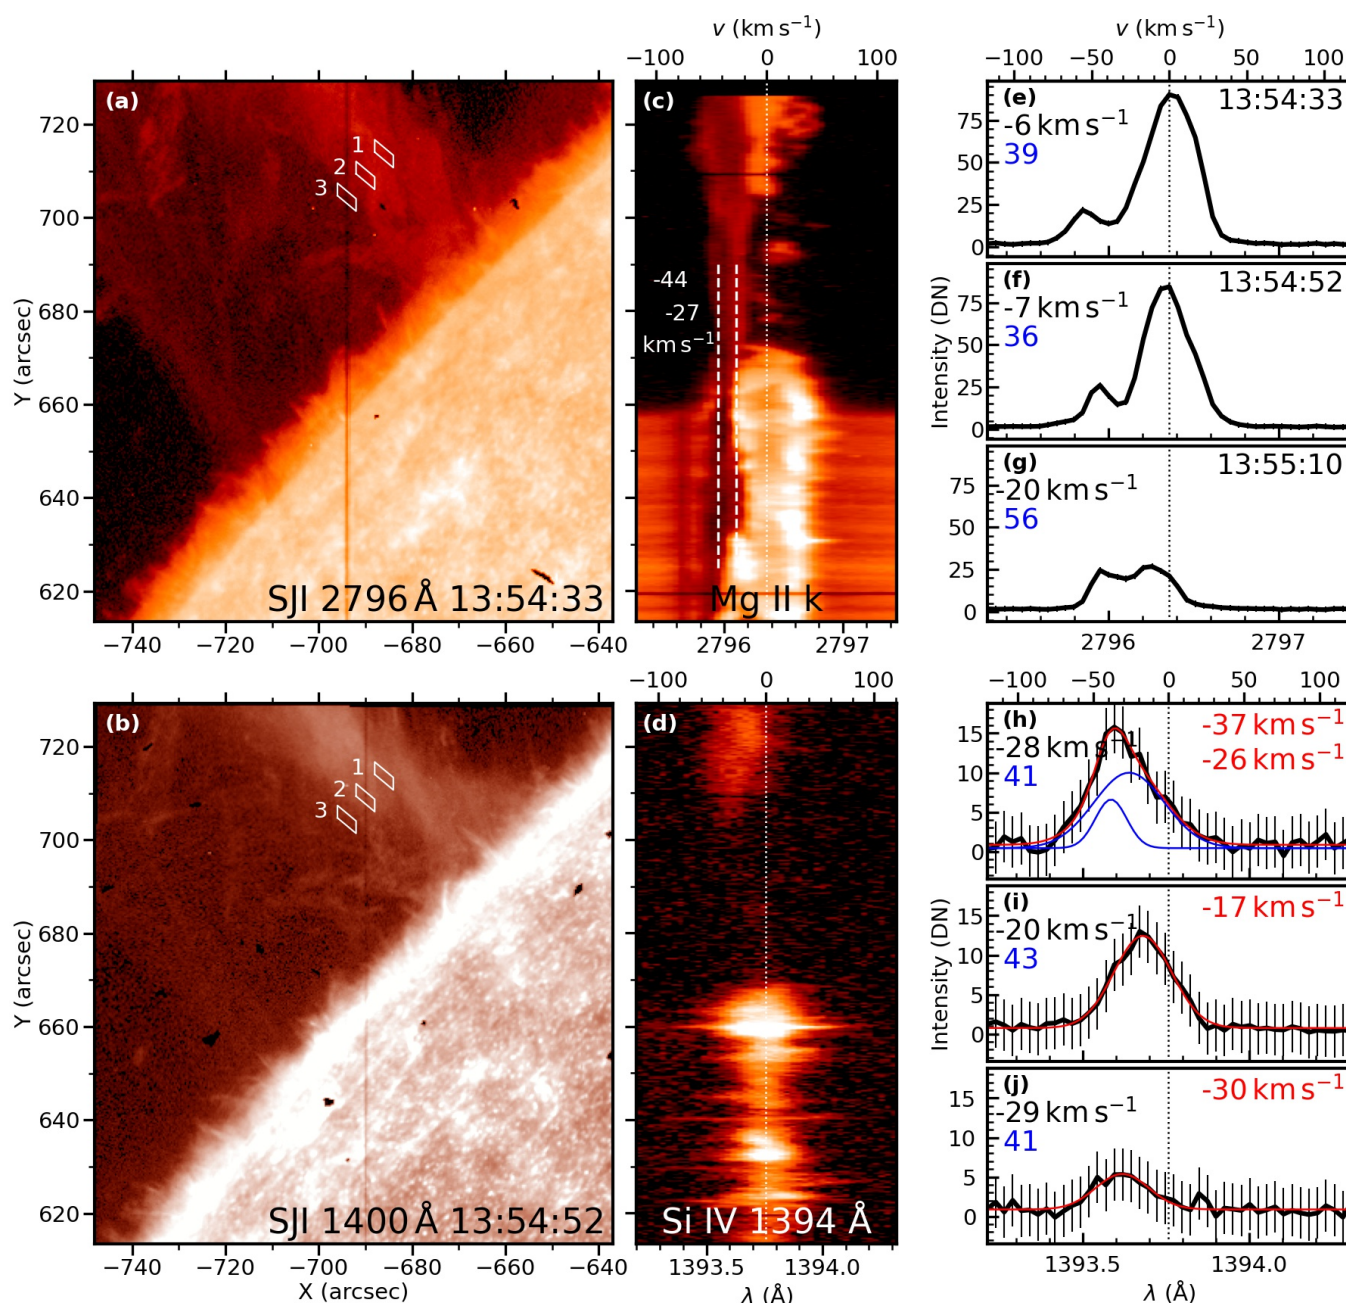 v (km s⁻¹)
−100 0 100
v (km s⁻¹)
−100 −50 0 50 100
(a)
1
2
3
SJI 2796 Å 13:54:33
720
700
680
660
640
620
Y (arcsec)
−740 −720 −700 −680 −660 −640
(c)
-44
-27
km s⁻¹
Mg II k
2796 2797
(e) 13:54:33
-6 km s⁻¹
39
75
50
25
0
(f) 13:54:52
-7 km s⁻¹
36
75
50
25
0
Intensity (DN)
(g) 13:55:10
-20 km s⁻¹
56
75
50
25
0
2796 2797
(b)
1
2
3
SJI 1400 Å 13:54:52
720
700
680
660
640
620
Y (arcsec)
−740 −720 −700 −680 −660 −640
X (arcsec)
−100 0 100
(d)
Si IV 1394 Å
1393.5 1394.0
λ (Å)
−100 −50 0 50 100
(h) -37 km s⁻¹
-28 km s⁻¹ -26 km s⁻¹
41
15
10
5
0
(i) -17 km s⁻¹
-20 km s⁻¹
43
15
10
5
0
Intensity (DN)
(j) -30 km s⁻¹
-29 km s⁻¹
41
15
10
5
0
1393.5 1394.0
λ (Å)